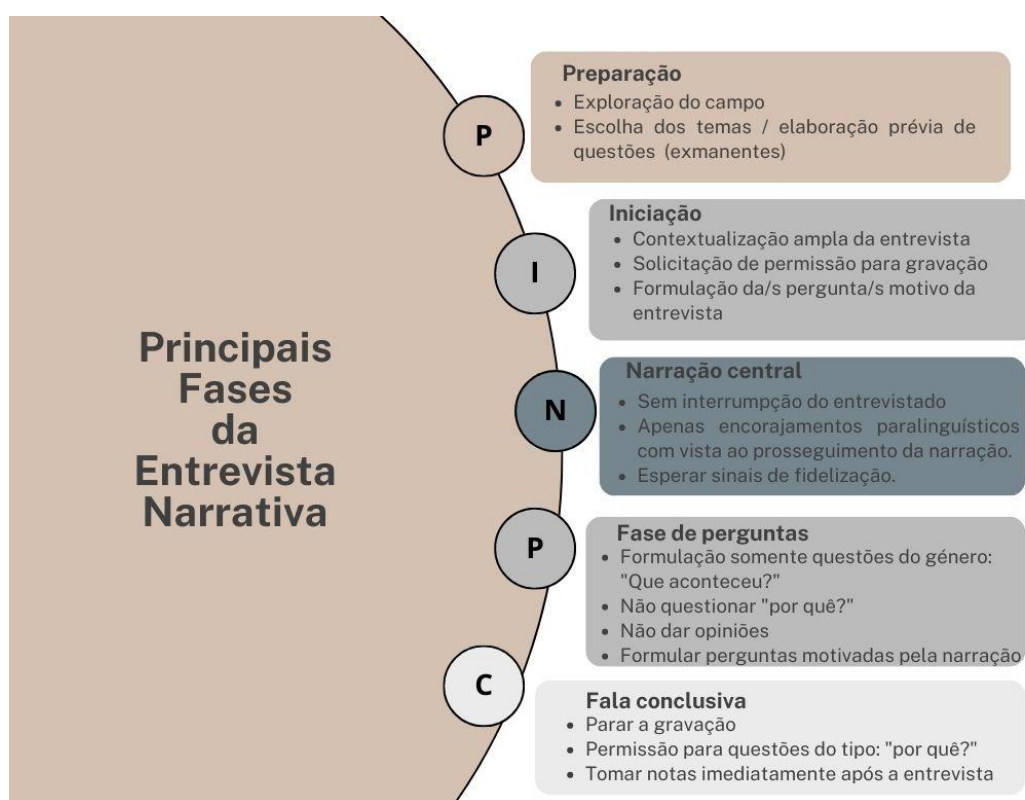 Principais
Fases
da
Entrevista
Narrativa
P
Preparação
• Exploração do campo
• Escolha dos temas / elaboração prévia de
questões (exmanentes)
I
Iniciação
• Contextualização ampla da entrevista
• Solicitação de permissão para gravação
• Formulação da/s pergunta/s motivo da
entrevista
N
Narração central
• Sem interrumpção do entrevistado
• Apenas encorajamentos paralinguísticos
com vista ao prosseguimento da narração.
• Esperar sinais de fidelização.
P
Fase de perguntas
• Formulação somente questões do género:
"Que aconteceu?"
• Não questionar "por quê?"
• Não dar opiniões
• Formular perguntas motivadas pela narração
C
Fala conclusiva
• Parar a gravação
• Permissão para questões do tipo: "por quê?"
• Tomar notas imediatamente após a entrevista